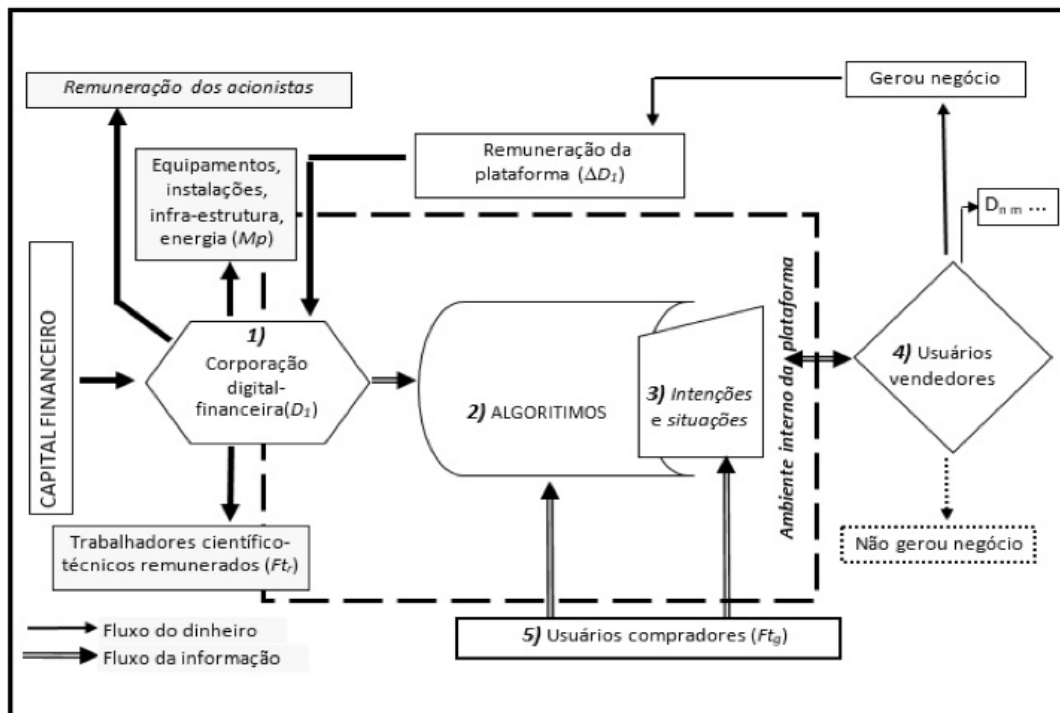 Remuneração dos acionistas
Gerou negócio
Equipamentos,
instalações,
infra-estrutura,
energia (Mp)
Remuneração da
plataforma (ΔD1)
Dn m ...
CAPITAL FINANCEIRO
1)
Corporação
digital-
financeira(D1)
2) ALGORITIMOS
3) Intenções
e situações
Ambiente interno da plataforma
4) Usuários
vendedores
Trabalhadores científico-
técnicos remunerados (Ftr)
Não gerou negócio
5) Usuários compradores (Ftg)
Fluxo do dinheiro
Fluxo da informação